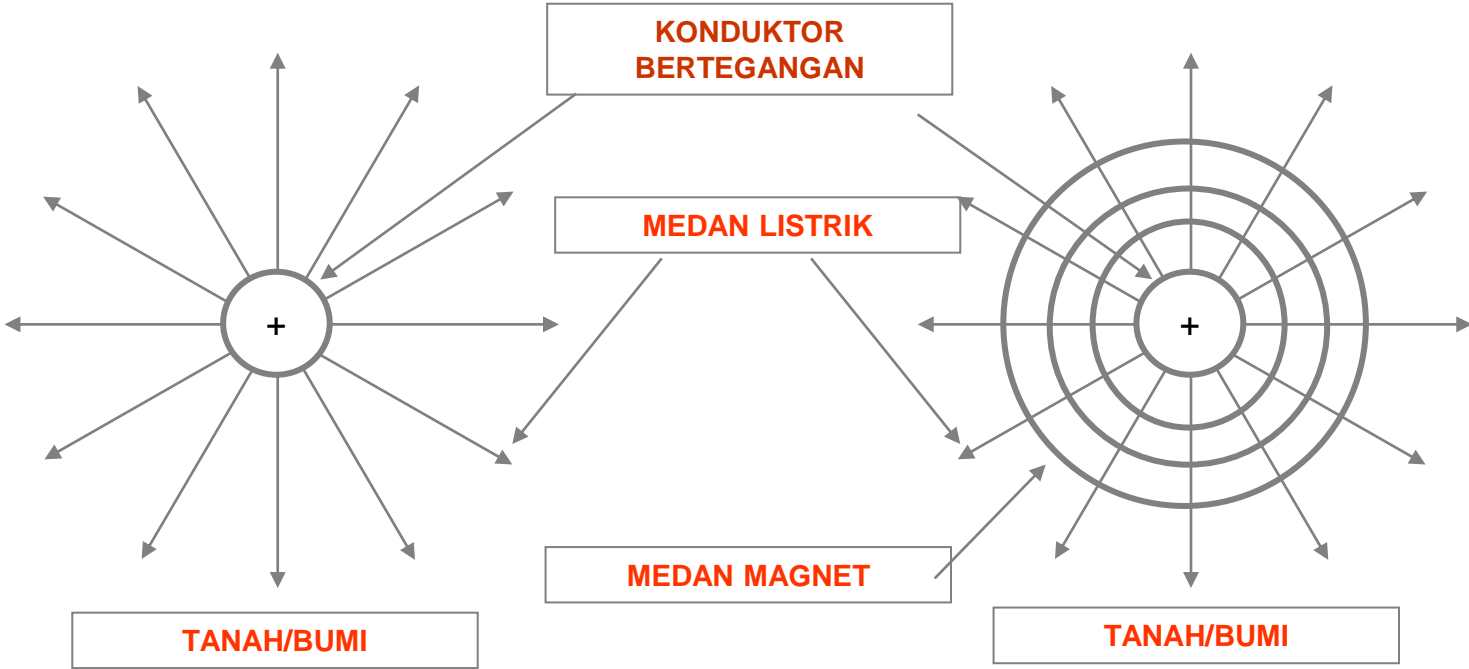 KONDUKTOR
BERTEGANGAN
MEDAN LISTRIK
+
+
MEDAN MAGNET
TANAH/BUMI
TANAH/BUMI